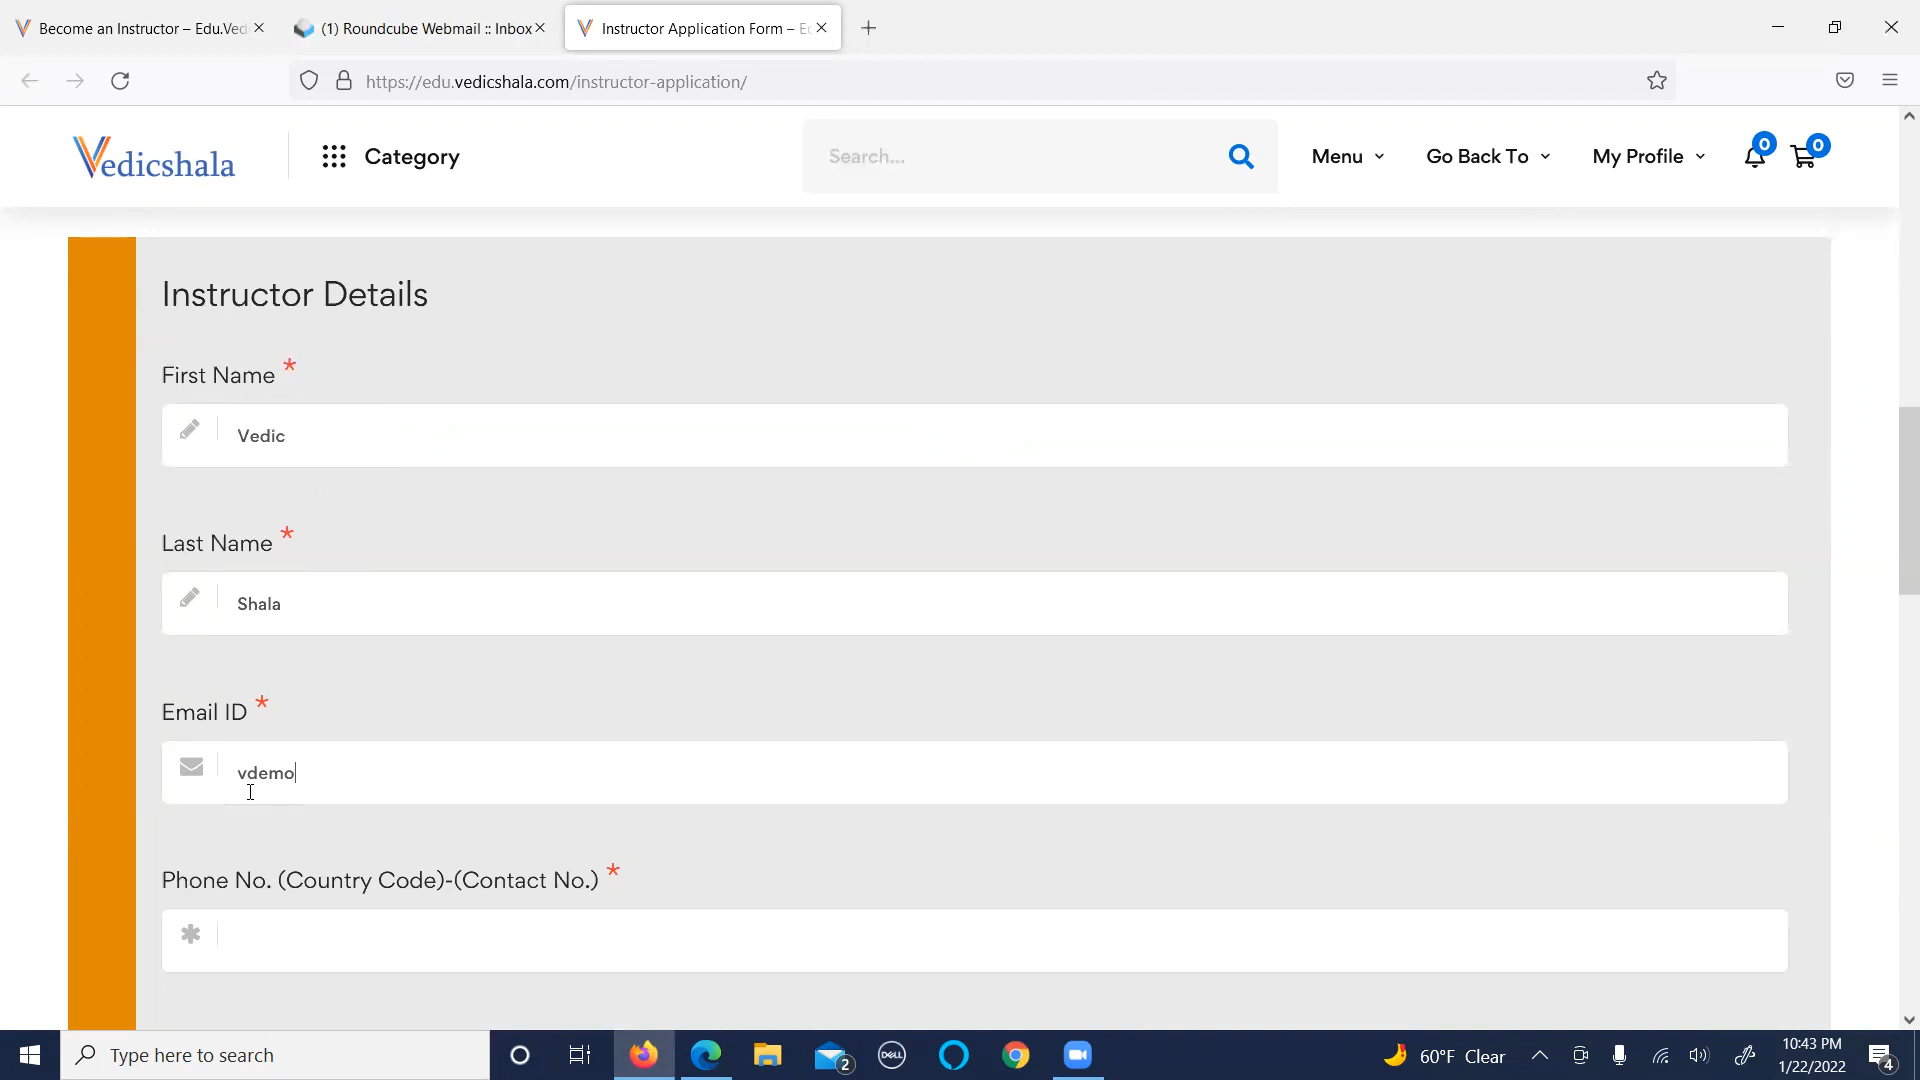 Become an Instructor – Edu.Ved
(1) Roundcube Webmail :: Inbox
Instructor Application Form – Ed
https://edu.vedicshala.com/instructor-application/
Vedicshala
Category
Search...
Menu
Go Back To
My Profile
0
0
Instructor Details
First Name *
Vedic
Last Name *
Shala
Email ID *
vdemo
Phone No. (Country Code)-(Contact No.) *
Type here to search
2
DELL
60°F Clear
10:43 PM
1/22/2022
4